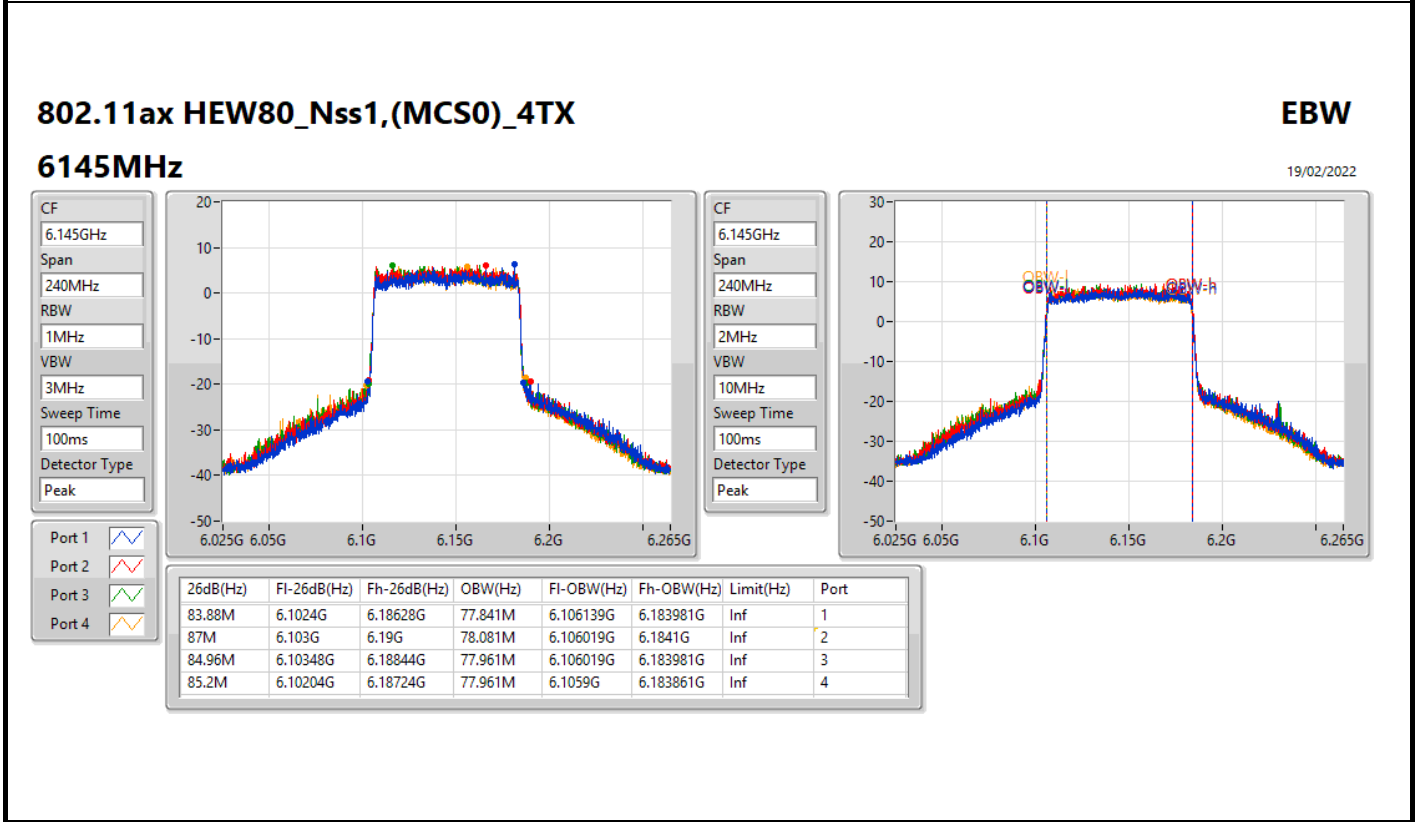 802.11ax HEW80_Nss1,(MCS0)_4TX
EBW
6145MHz
19/02/2022
CF
6.145GHz
Span
240MHz
RBW
1MHz
VBW
3MHz
Sweep Time
100ms
Detector Type
Peak
20
10
0
-10
-20
-30
-40
-50
6.025G 6.05G 6.1G 6.15G 6.2G 6.265G
CF
6.145GHz
Span
240MHz
RBW
2MHz
VBW
10MHz
Sweep Time
100ms
Detector Type
Peak
30
20
10
0
-10
-20
-30
-40
-50
OBW-l
OBW-l
OBW-h
6.025G 6.05G 6.1G 6.15G 6.2G 6.265G
Port 1
Port 2
Port 3
Port 4
26dB(Hz) Fl-26dB(Hz) Fh-26dB(Hz) OBW(Hz) Fl-OBW(Hz) Fh-OBW(Hz) Limit(Hz) Port
83.88M 6.1024G 6.18628G 77.841M 6.106139G 6.183981G Inf 1
87M 6.103G 6.19G 78.081M 6.106019G 6.1841G Inf 2
84.96M 6.10348G 6.18844G 77.961M 6.106019G 6.183981G Inf 3
85.2M 6.10204G 6.18724G 77.961M 6.1059G 6.183861G Inf 4